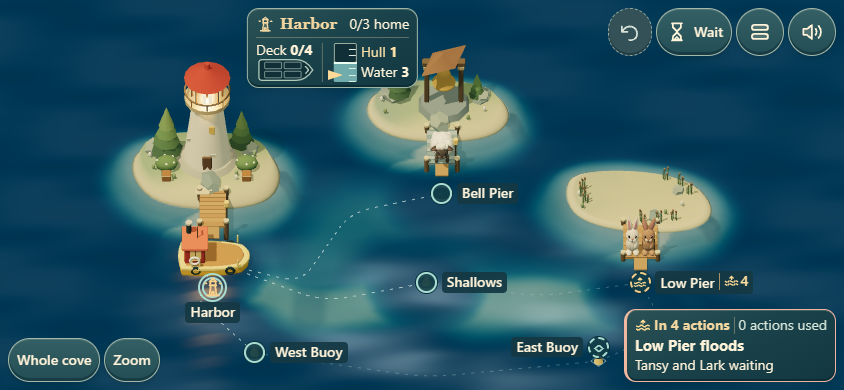 Harbor 0/3 home
Deck 0/4
Hull 1
Water 3
Wait
Bell Pier
Shallows
Low Pier 4
Harbor
West Buoy
East Buoy
In 4 actions 0 actions used
Low Pier floods
Tansy and Lark waiting
Whole cove
Zoom